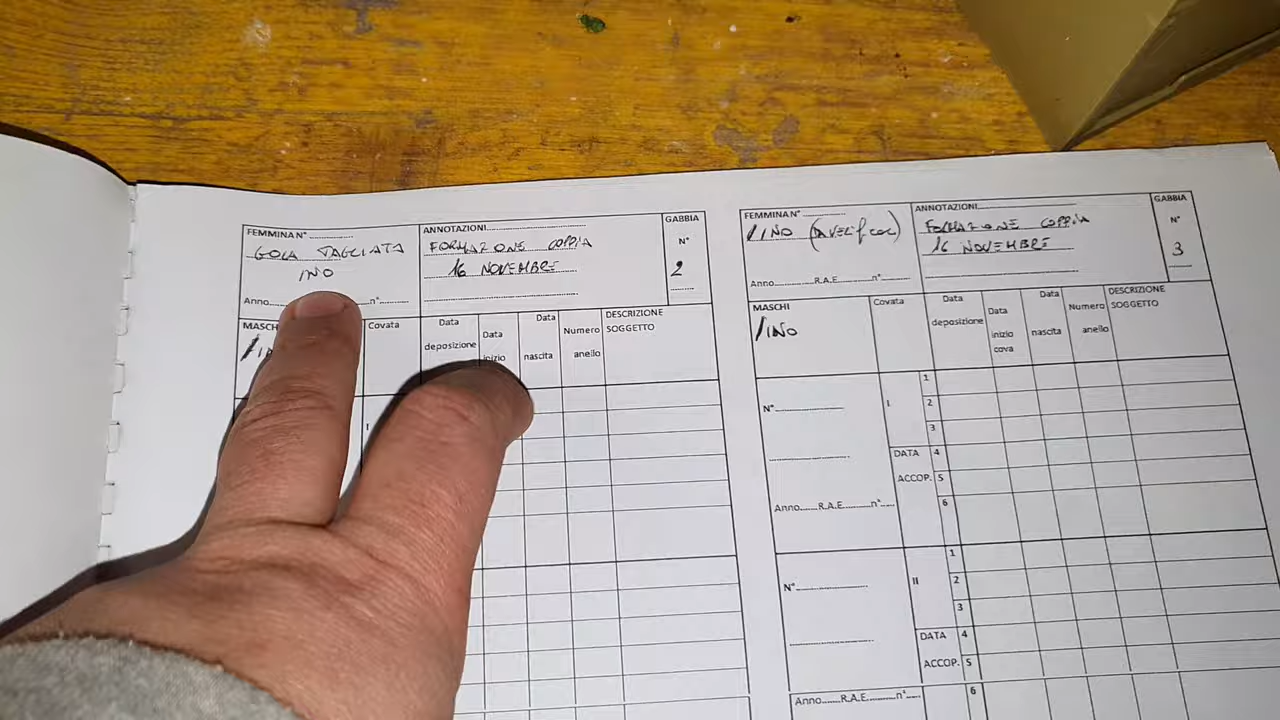 FEMMINA N° ................
GOLA TAGLIATA
INO
Anno........ n°..........
ANNOTAZIONI..............................
FORMAZIONE COPPIA
16 NOVEMBRE
GABBIA
N°
2
MASCHI
Covata
Data
deposizione
Data
inizio
Data
nascita
Numero
anello
DESCRIZIONE
SOGGETTO
I
FEMMINA N° ................
/INO
Anno..........R.A.E..........n°.......
ANNOTAZIONI..............................
FORMAZIONE COPPIA
16 NOVEMBRE
GABBIA
N°
3
MASCHI
/INO
Covata
Data
deposizione
Data
inizio
cova
Data
nascita
Numero
anello
DESCRIZIONE
SOGGETTO
N°....................
Anno......R.A.E.........n°.....
I
1
2
3
DATA 4
ACCOP. 5
6
N°....................
Anno......R.A.E.........n°.....
II
1
2
3
DATA 4
ACCOP. 5
6